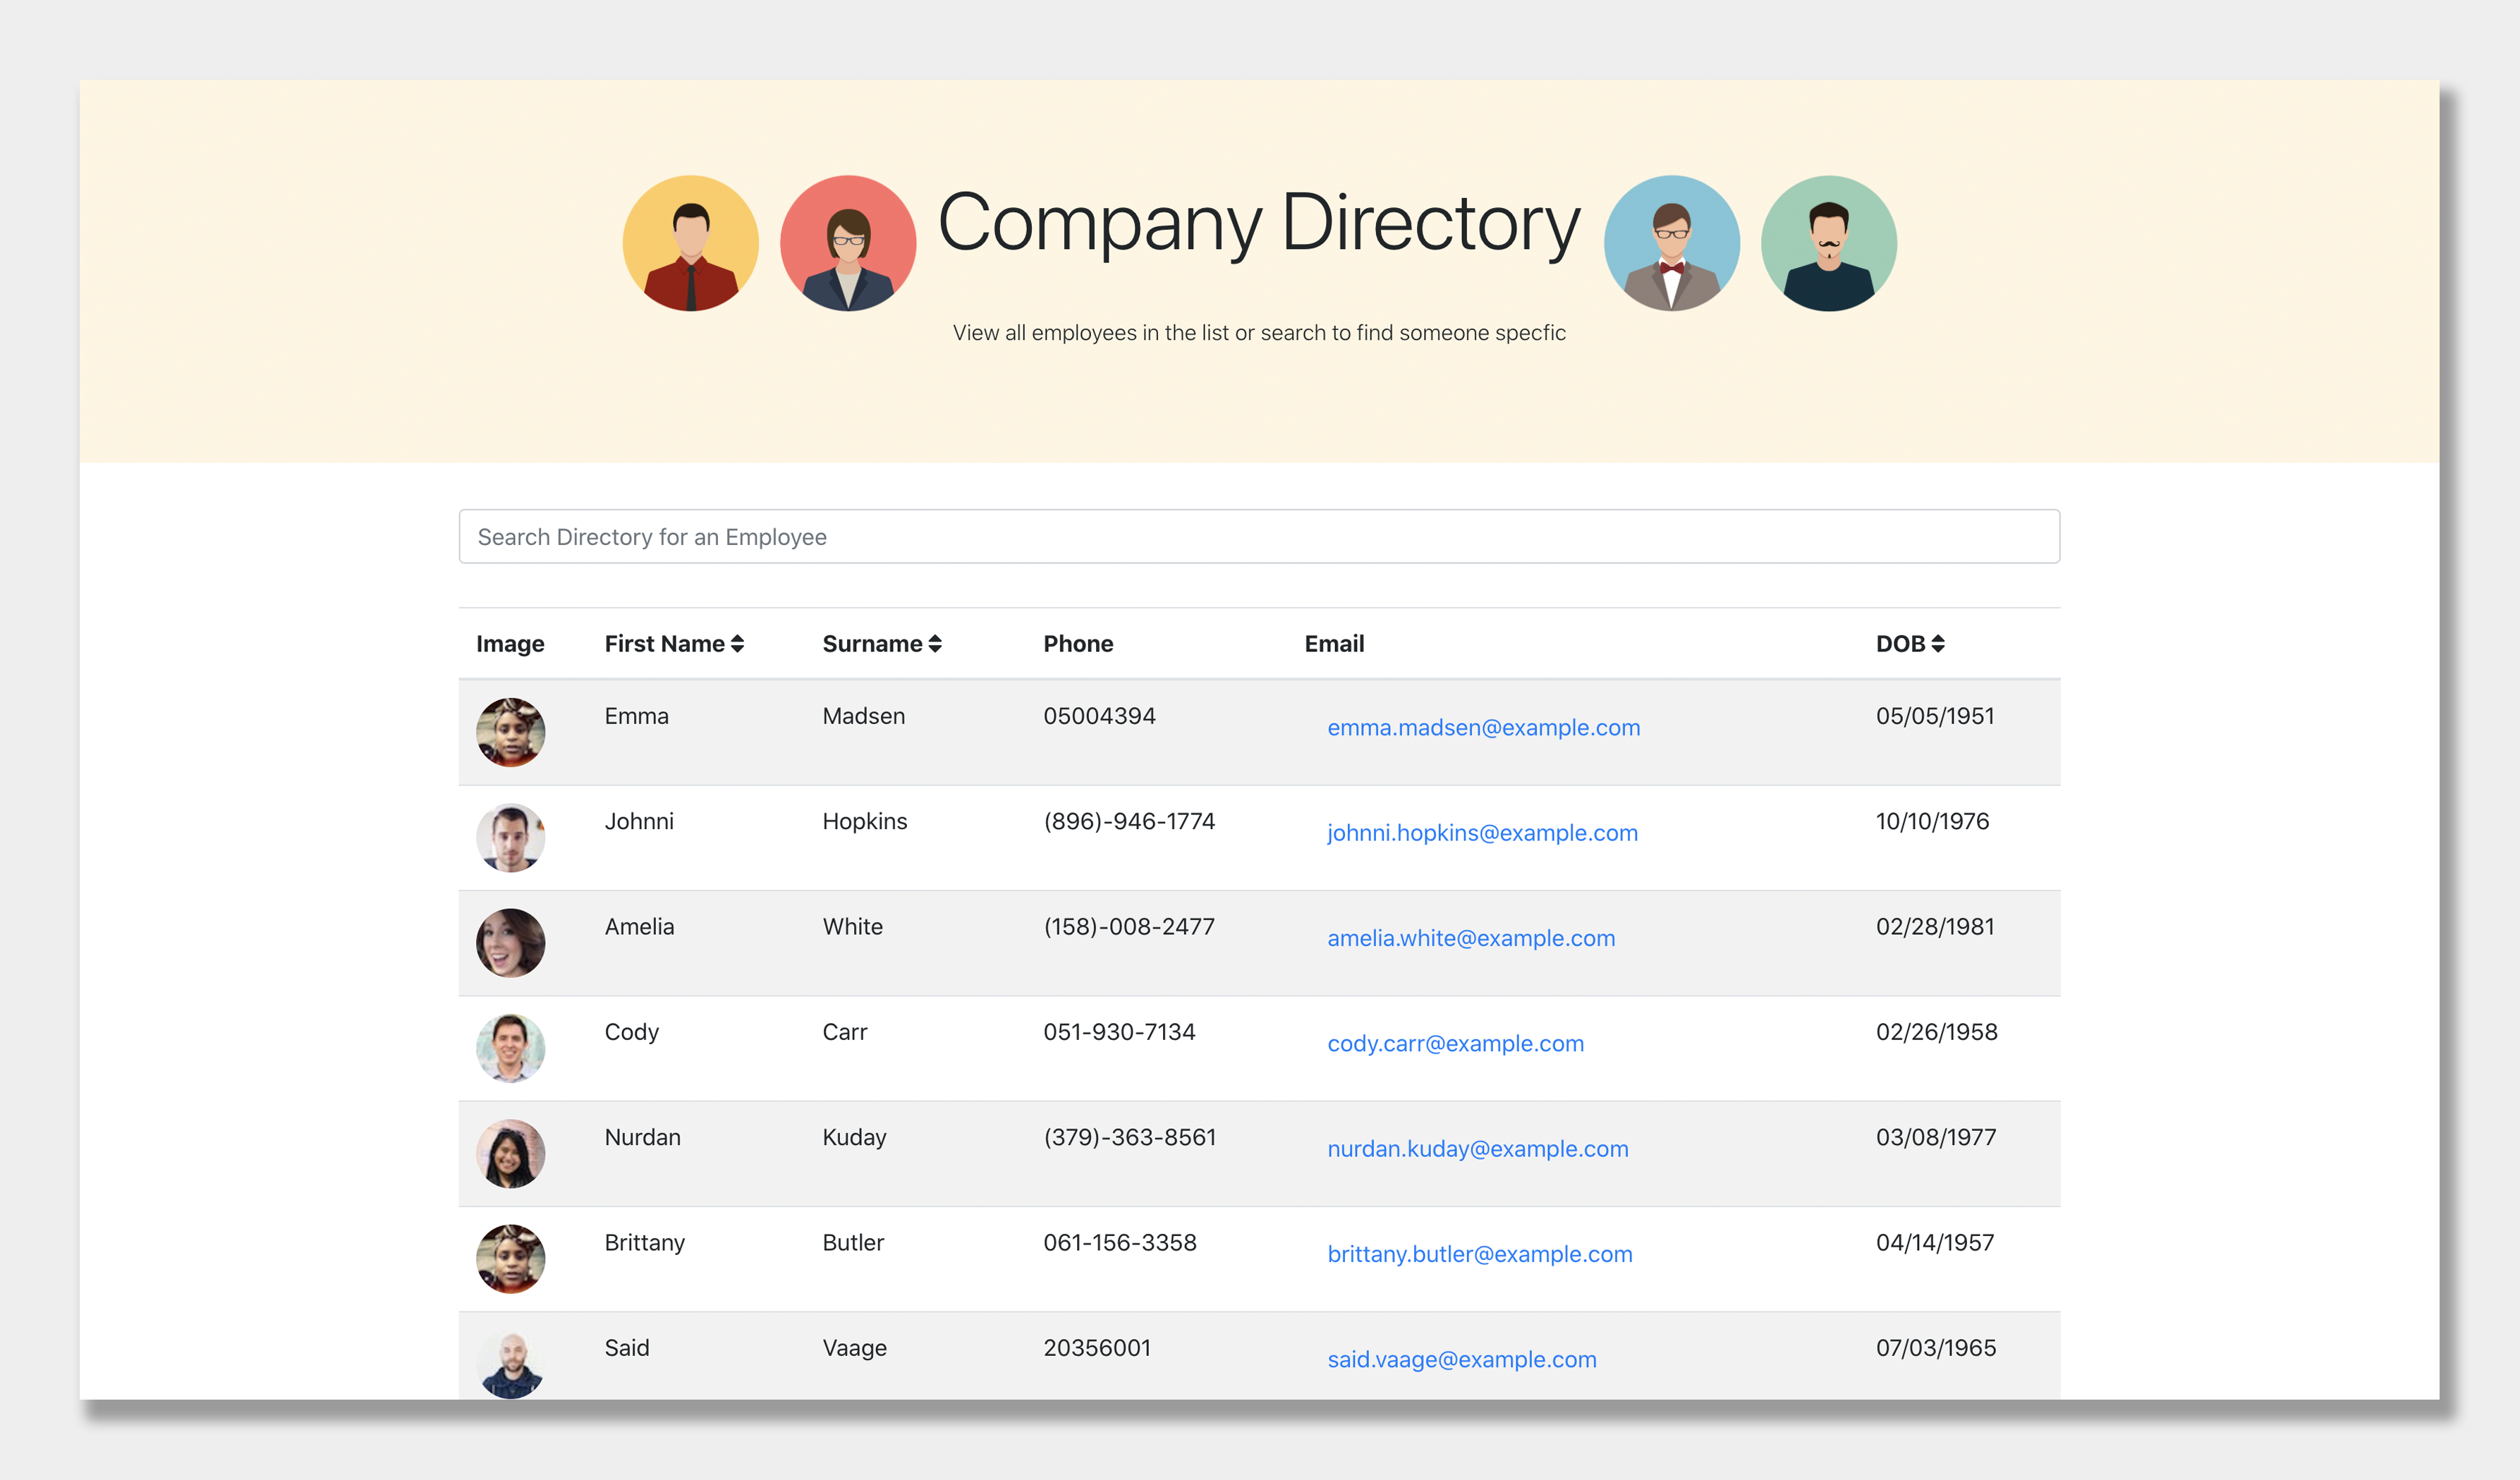 Company Directory
View all employees in the list or search to find someone specfic
Search Directory for an Employee
Image First Name Surname Phone Email DOB
Emma Madsen 05004394 emma.madsen@example.com 05/05/1951
Johnni Hopkins (896)-946-1774 johnni.hopkins@example.com 10/10/1976
Amelia White (158)-008-2477 amelia.white@example.com 02/28/1981
Cody Carr 051-930-7134 cody.carr@example.com 02/26/1958
Nurdan Kuday (379)-363-8561 nurdan.kuday@example.com 03/08/1977
Brittany Butler 061-156-3358 brittany.butler@example.com 04/14/1957
Said Vaage 20356001 said.vaage@example.com 07/03/1965